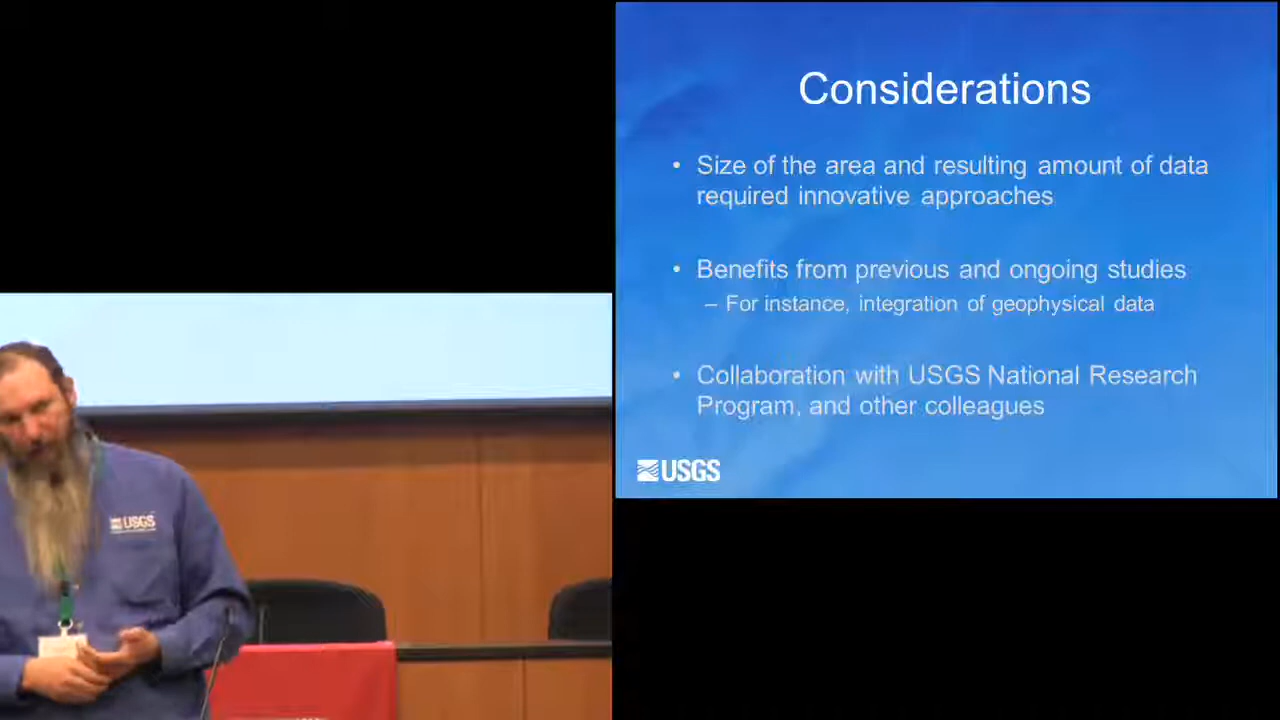 Considerations
• Size of the area and resulting amount of data
required innovative approaches
• Benefits from previous and ongoing studies
– For instance, integration of geophysical data
• Collaboration with USGS National Research
Program, and other colleagues
USGS
USGS